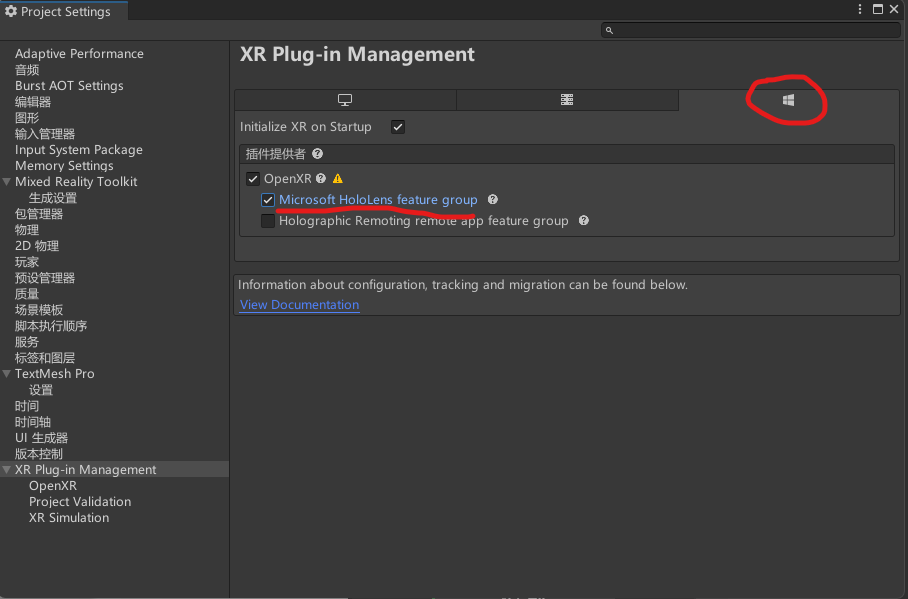 Project Settings
Adaptive Performance
音频
Burst AOT Settings
编辑器
图形
输入管理器
Input System Package
Memory Settings
Mixed Reality Toolkit
生成设置
包管理器
物理
2D 物理
玩家
预设管理器
质量
场景模板
脚本执行顺序
服务
标签和图层
TextMesh Pro
设置
时间
时间轴
UI 生成器
版本控制
XR Plug-in Management
OpenXR
Project Validation
XR Simulation
XR Plug-in Management
Initialize XR on Startup
插件提供者
OpenXR
Microsoft HoloLens feature group
Holographic Remoting remote app feature group
Information about configuration, tracking and migration can be found below.
View Documentation